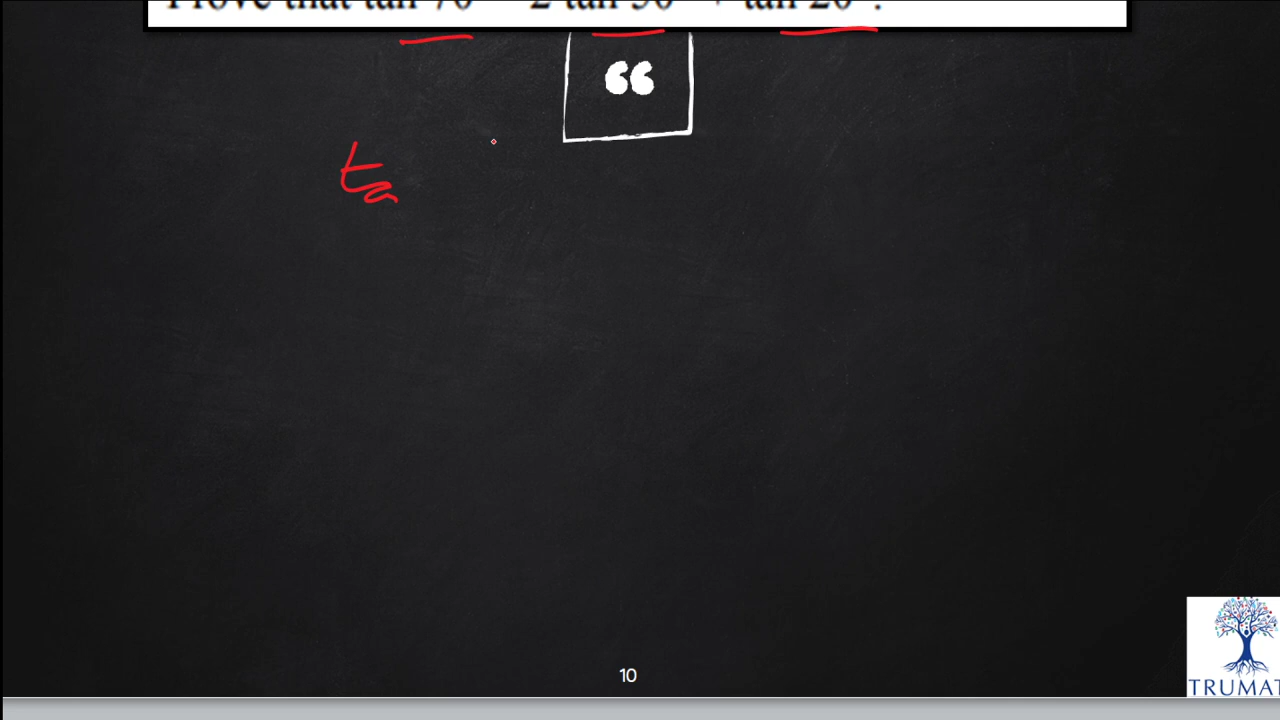 Prove that tan 70° = 2 tan 50° + tan 20°.
“
ta
10
TRUMAT